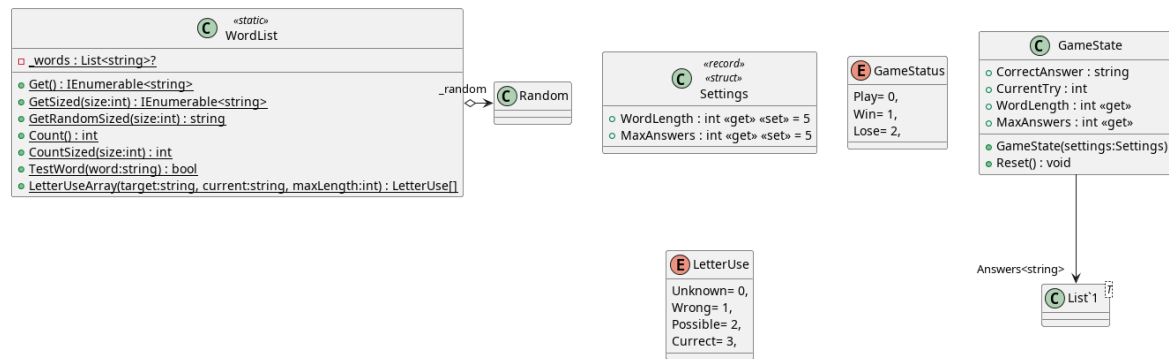 «static»
C WordList
_words : List<string>?
Get() : IEnumerable<string>
GetSized(size:int) : IEnumerable<string>
GetRandomSized(size:int) : string
Count() : int
CountSized(size:int) : int
TestWord(word:string) : bool
LetterUseArray(target:string, current:string, maxLength:int) : LetterUse[]
_random
C Random
«record»
«struct»
C Settings
WordLength : int «get» «set» = 5
MaxAnswers : int «get» «set» = 5
E GameStatus
Play= 0,
Win= 1,
Lose= 2,
C GameState
CorrectAnswer : string
CurrentTry : int
WordLength : int «get»
MaxAnswers : int «get»
GameState(settings:Settings)
Reset() : void
E LetterUse
Unknown= 0,
Wrong= 1,
Possible= 2,
Currect= 3,
Answers<string>
C List`1 T